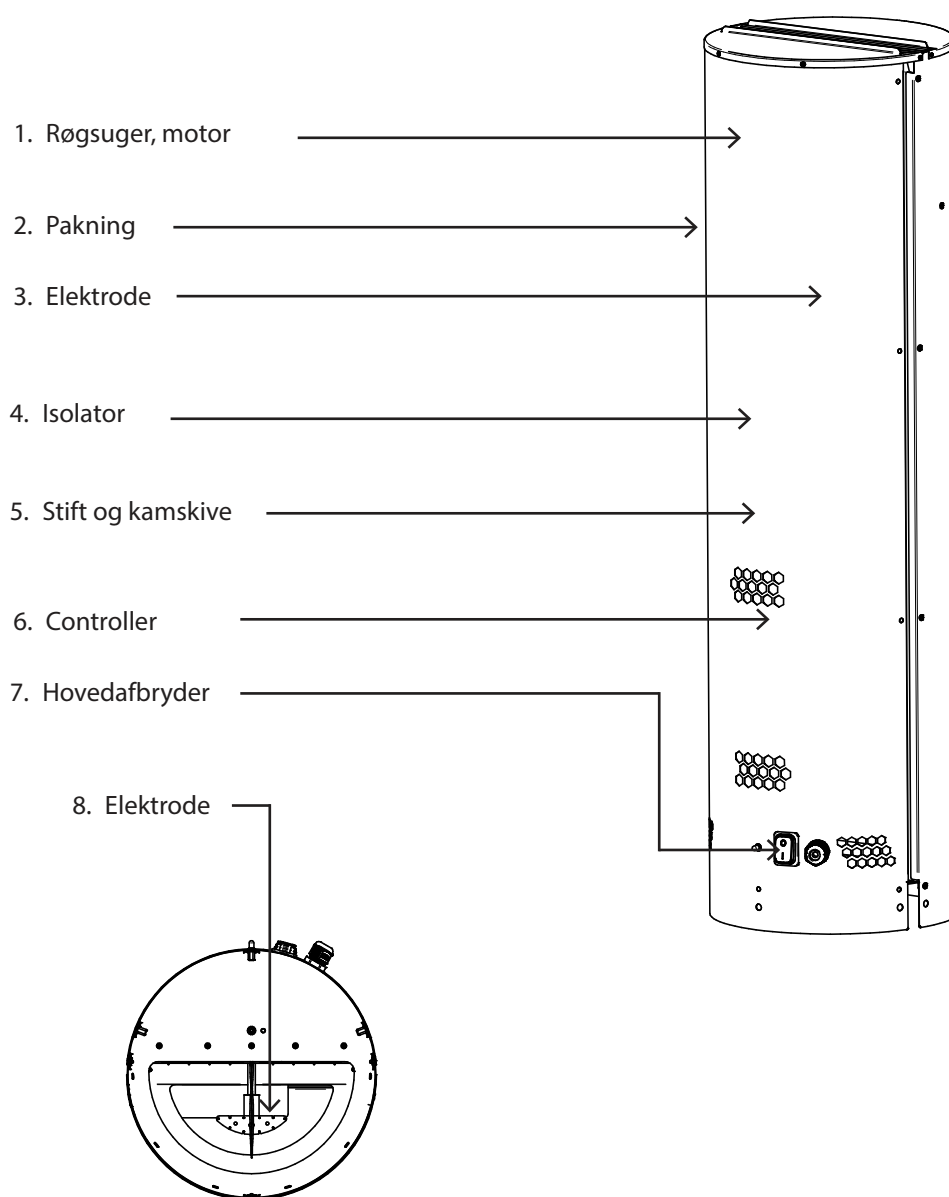 1. Røgsuger, motor
2. Pakning
3. Elektrode
4. Isolator
5. Stift og kamskive
6. Controller
7. Hovedafbryder
8. Elektrode